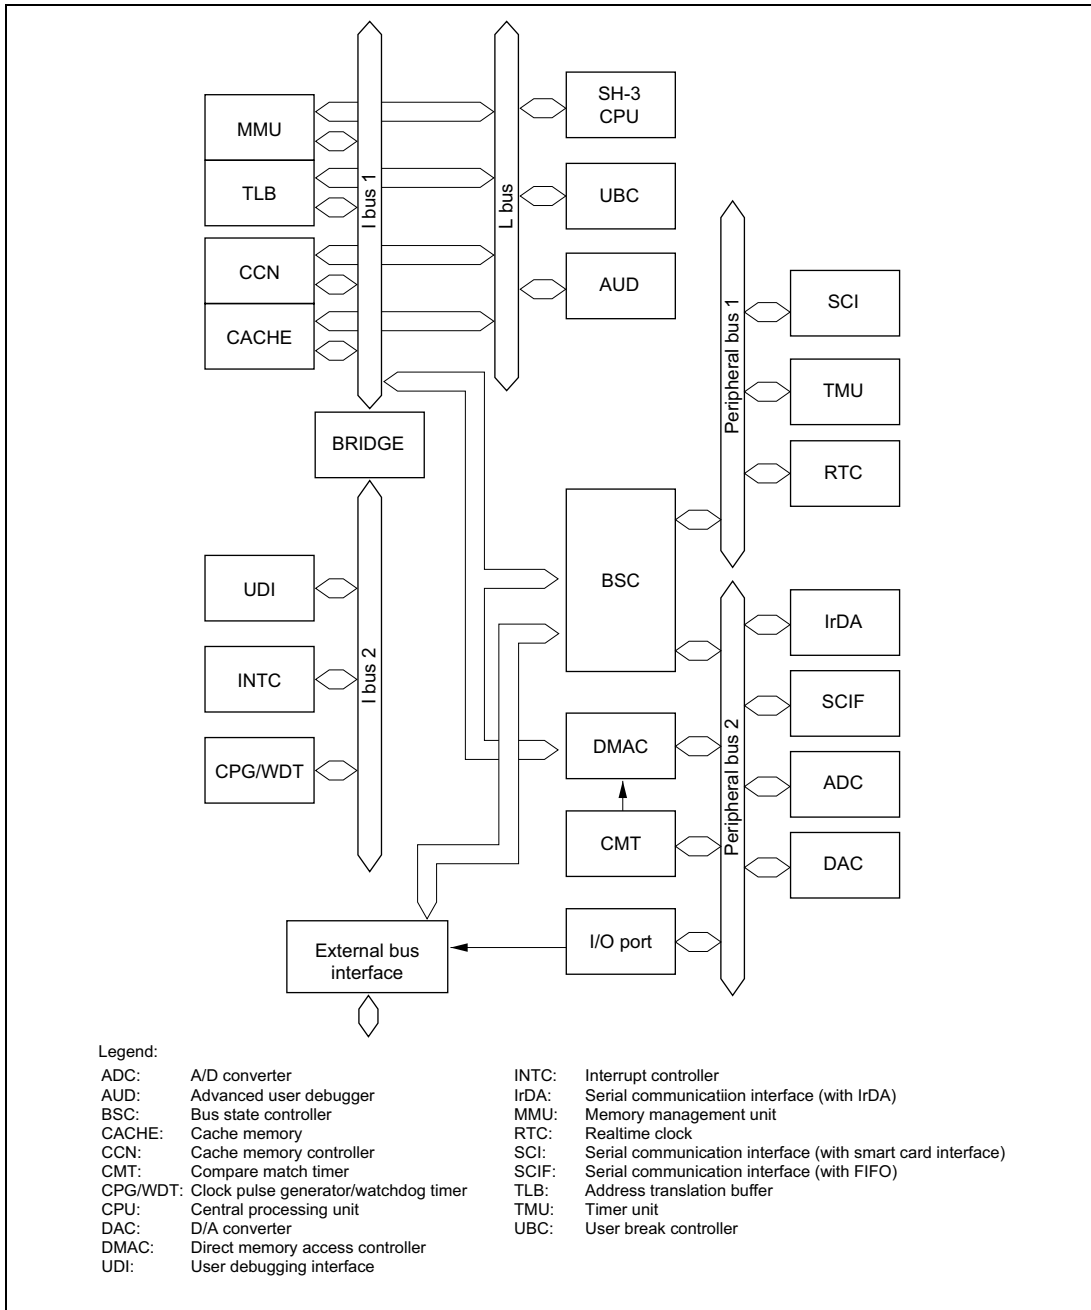 SH-3
CPU
MMU
I bus 1
L bus
TLB
UBC
CCN
AUD
CACHE
BRIDGE
Peripheral bus 1
SCI
TMU
RTC
BSC
UDI
I bus 2
INTC
CPG/WDT
IrDA
SCIF
DMAC
Peripheral bus 2
ADC
CMT
DAC
I/O port
External bus
interface
Legend:
ADC: A/D converter
AUD: Advanced user debugger
BSC: Bus state controller
CACHE: Cache memory
CCN: Cache memory controller
CMT: Compare match timer
CPG/WDT: Clock pulse generator/watchdog timer
CPU: Central processing unit
DAC: D/A converter
DMAC: Direct memory access controller
UDI: User debugging interface
INTC: Interrupt controller
IrDA: Serial communicatiion interface (with IrDA)
MMU: Memory management unit
RTC: Realtime clock
SCI: Serial communication interface (with smart card interface)
SCIF: Serial communication interface (with FIFO)
TLB: Address translation buffer
TMU: Timer unit
UBC: User break controller